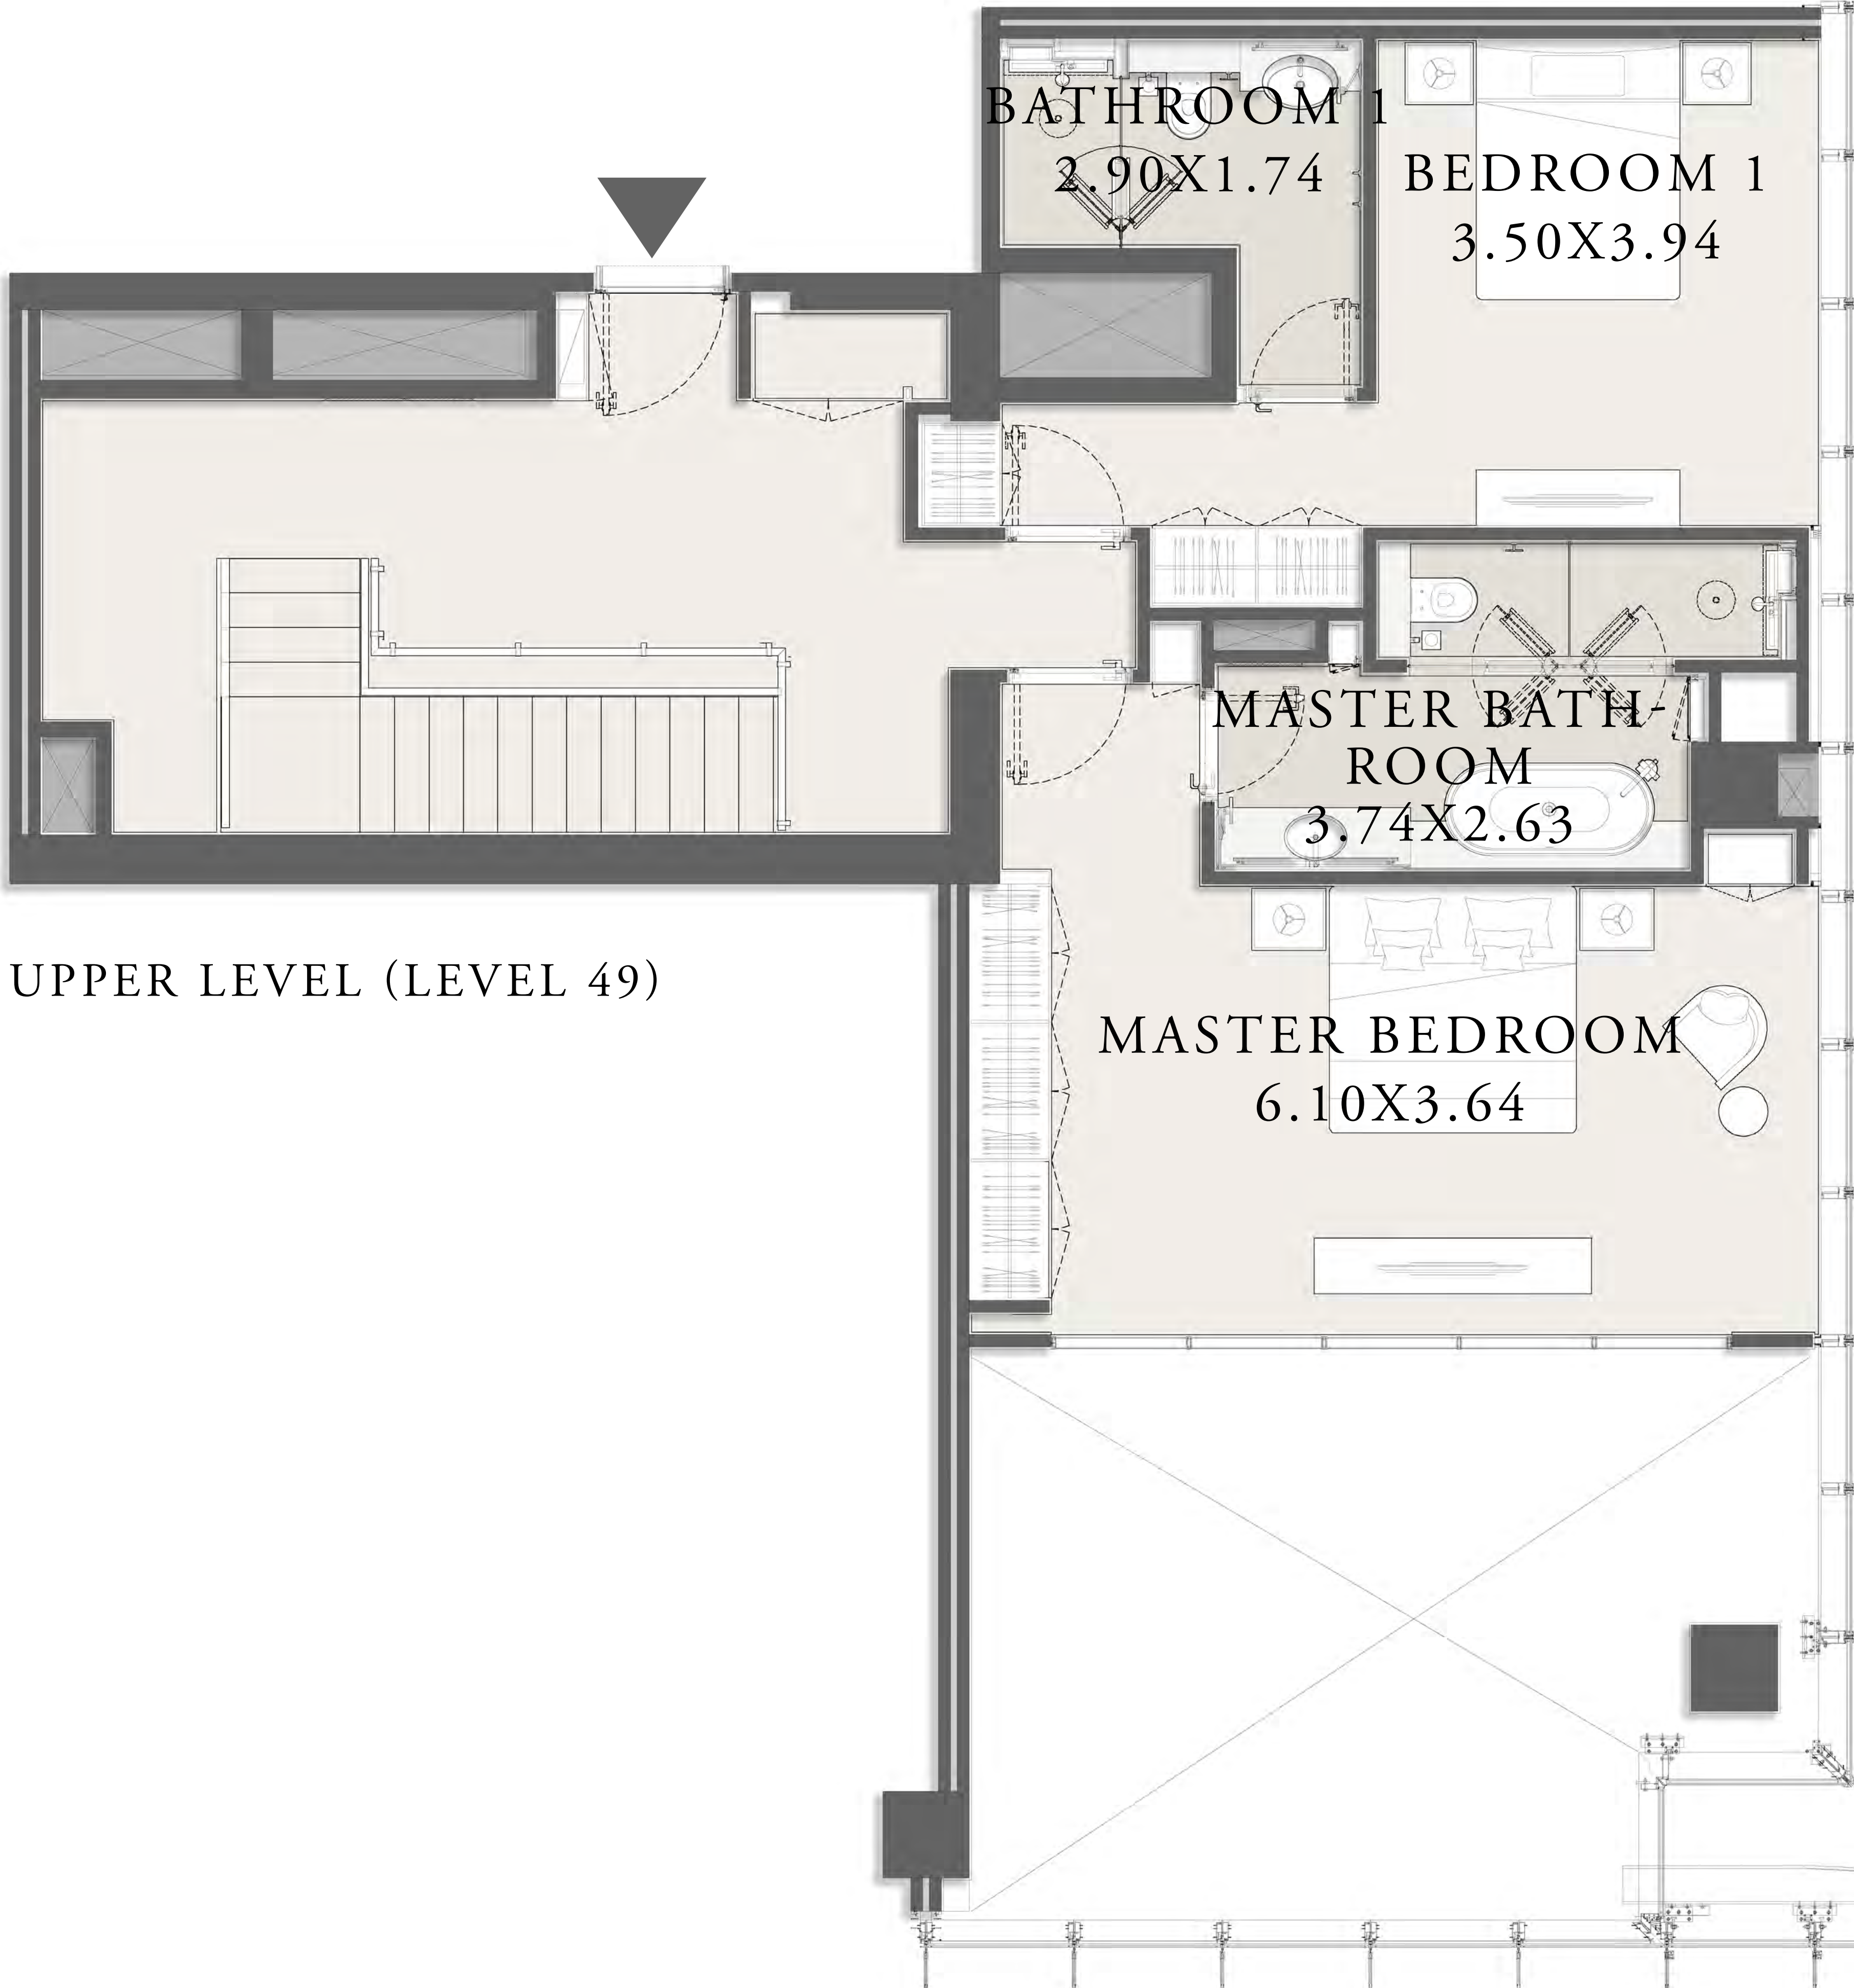 BATHROOM 1
2.90X1.74
BEDROOM 1
3.50X3.94
MASTER BATH-
ROOM
3.74X2.63
UPPER LEVEL (LEVEL 49)
MASTER BEDROOM
6.10X3.64